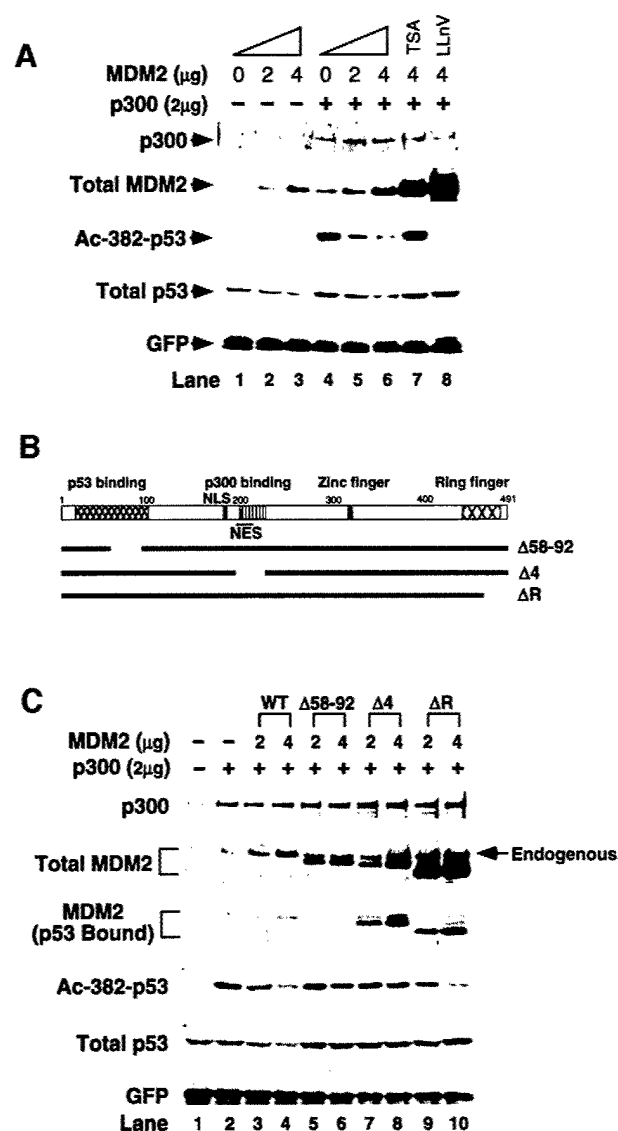 A
TSA
LLnV
MDM2 (µg) 0 2 4 0 2 4 4 4
p300 (2µg) – – – + + + + +
p300
Total MDM2
Ac-382-p53
Total p53
GFP
Lane 1 2 3 4 5 6 7 8
B
p53 binding p300 binding Zinc finger Ring finger
1 100 NLS 200 300 400 491
NES
Δ58-92
Δ4
ΔR
C
WT Δ58-92 Δ4 ΔR
MDM2 (µg) – – 2 4 2 4 2 4 2 4
p300 (2µg) – + + + + + + + + +
p300
Total MDM2
Endogenous
MDM2
(p53 Bound)
Ac-382-p53
Total p53
GFP
Lane 1 2 3 4 5 6 7 8 9 10